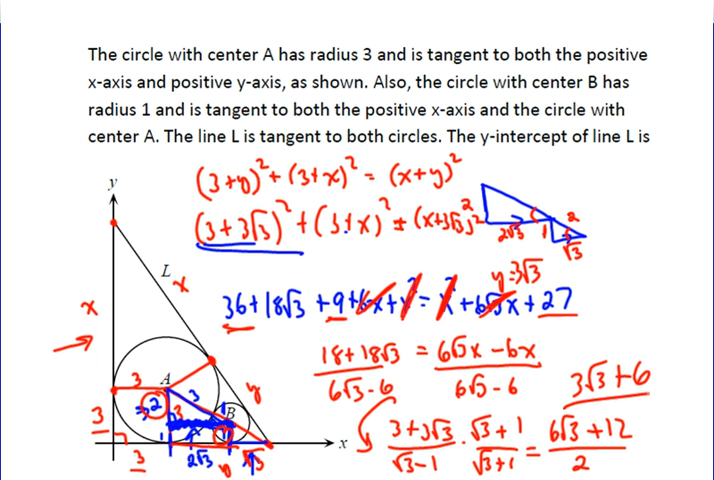 The circle with center A has radius 3 and is tangent to both the positive
x-axis and positive y-axis, as shown. Also, the circle with center B has
radius 1 and is tangent to both the positive x-axis and the circle with
center A. The line L is tangent to both circles. The y-intercept of line L is
(3+y)² + (3+x)² = (x+y)²
(3+3√3)² + (3+x)² = (x+3√3)²
2
2√3 1
√3
y=3√3
36+18√3 +9+6x+x² = x²+6√3x+27
18+18√3 = 6√3x-6x
6√3-6 6√3-6
3√3+6
3+3√3 · √3+1 = 6√3+12
√3-1 √3+1 2
y
L
x
x
3
A
3
2
3
y
B
1
3
x
3
2√3
y
√3